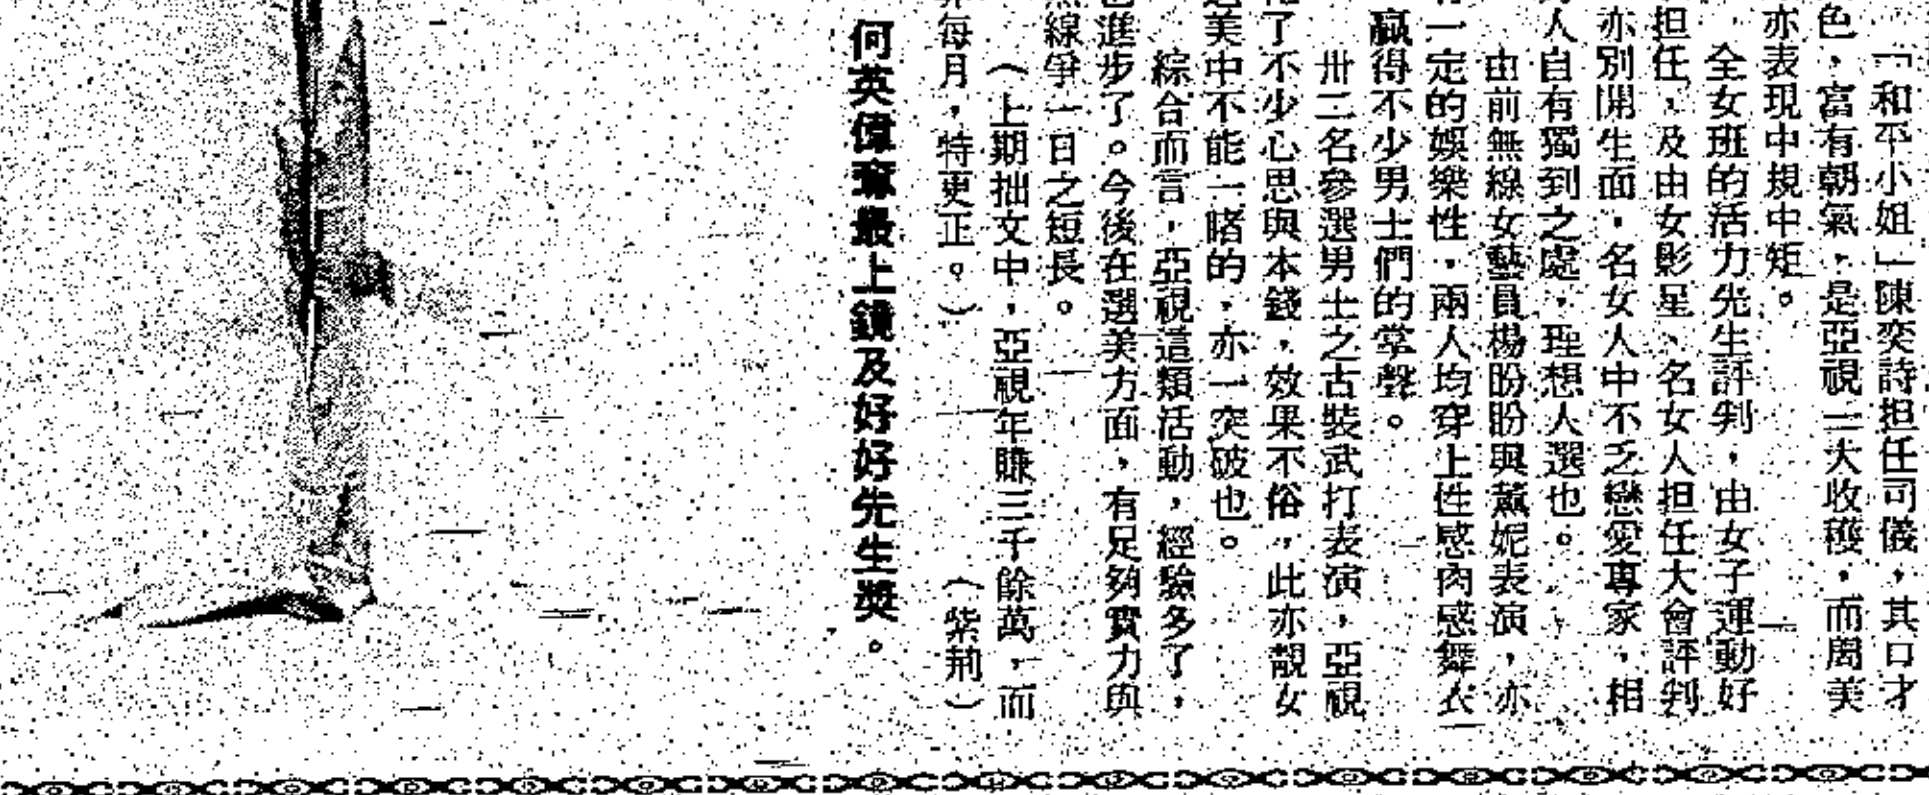 「和平小姐」陳奕詩担任司儀，其口才
色，富有朝氣，是亞視一大收穫，而周美
亦表現中規中矩。
全女班的活力先生評判，由女子運動好
担任，及由女影星、名女人担任大會評判
亦別開生面，名女人中不乏戀愛專家，相
人自有獨到之處，理想人選也。
由前無線女藝員楊盼盼與薰妮表演，亦
一定的娛樂性，兩人均穿上性感肉感舞衣
贏得不少男士們的掌聲。
卅二名參選男士之古裝武打表演，亞視
了不少心思與本錢，效果不俗，此亦靚女
美中不能一睹的，亦一突破也。
綜合而言，亞視這類活動，經驗多了，
進步了。今後在選美方面，有足夠實力與
線爭一日之短長。
（上期拙文中，亞視年賺三千餘萬，而
每月，特更正。）　（紫荊）
何英偉奪最上鏡及好好先生獎。